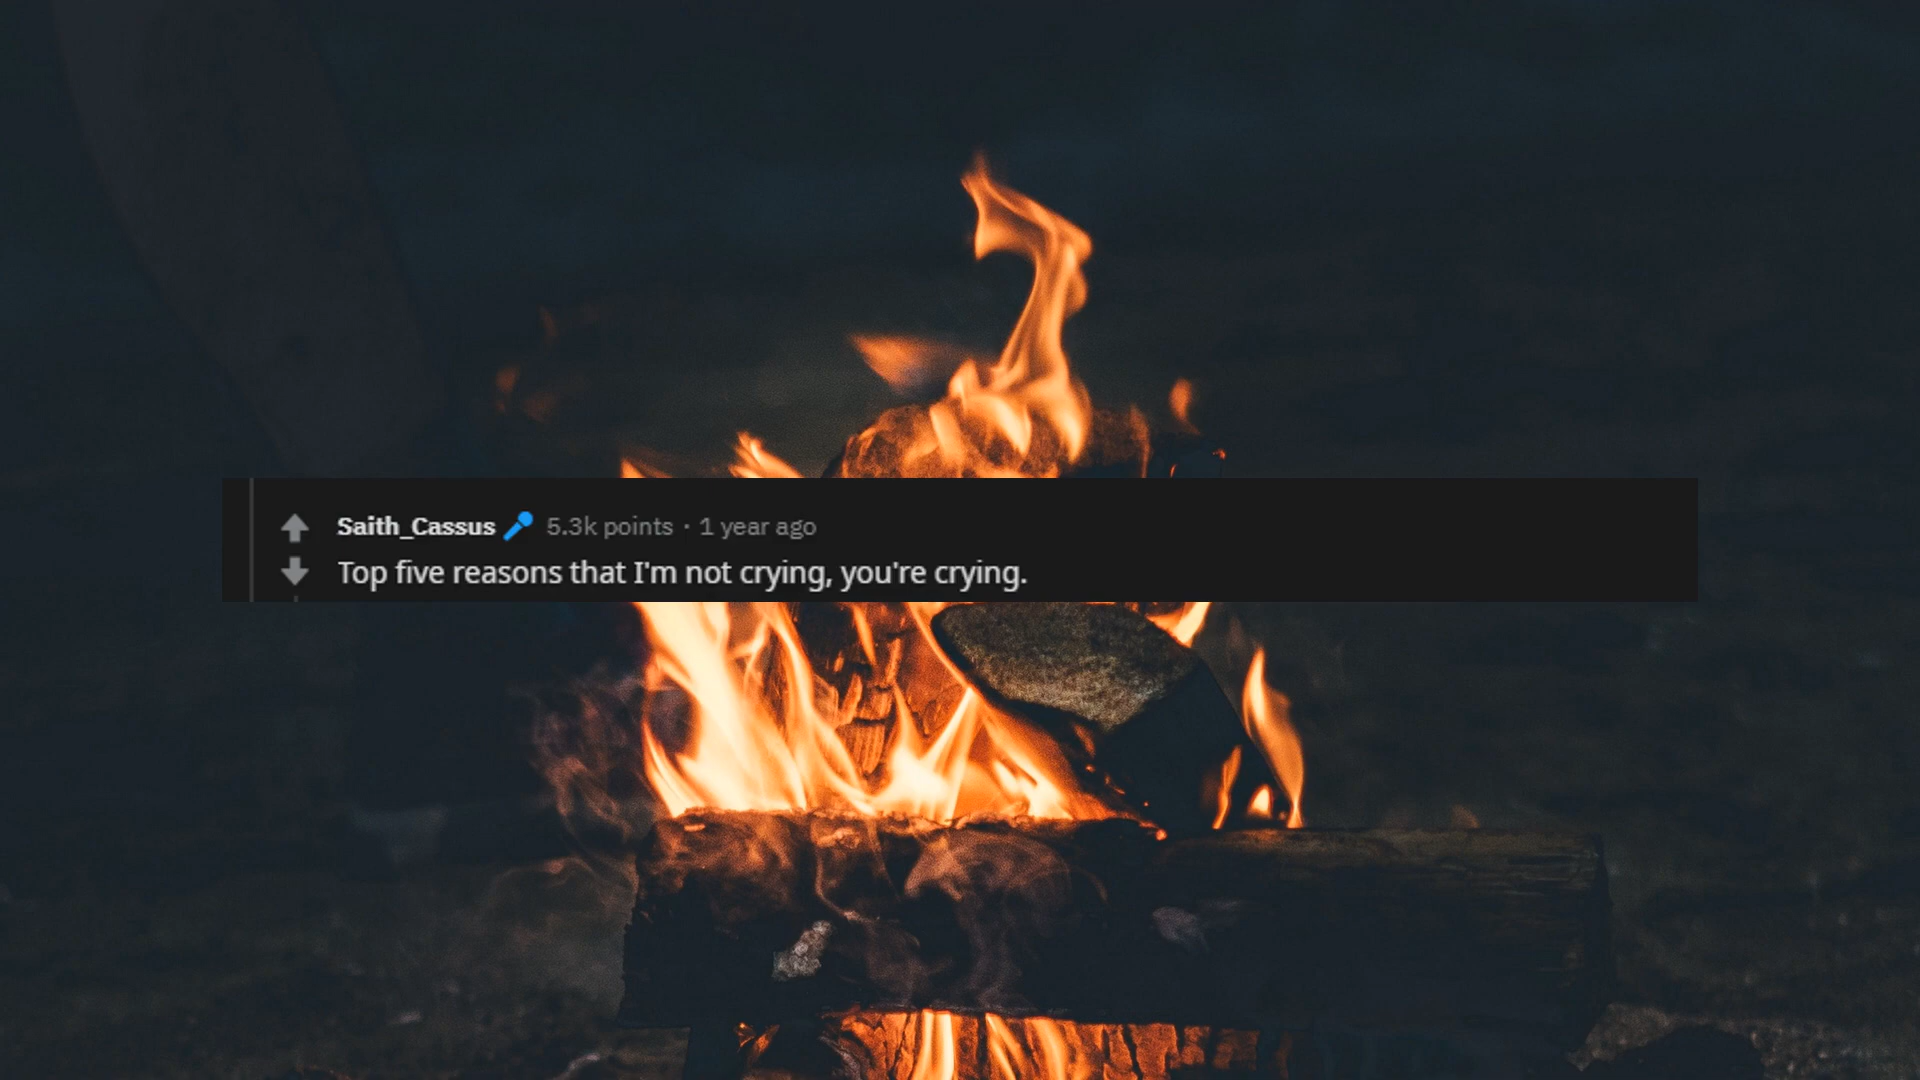 Saith_Cassus 5.3k points · 1 year ago
Top five reasons that I'm not crying, you're crying.